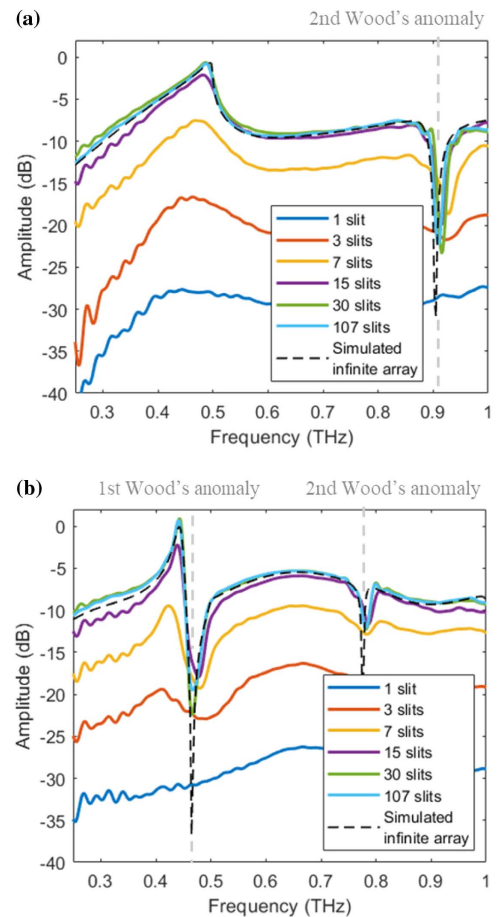 (a)
2nd Wood's anomaly
0
-5
-10
-15
-20
-25
-30
-35
-40
Amplitude (dB)
1 slit
3 slits
7 slits
15 slits
30 slits
107 slits
Simulated
infinite array
0.3 0.4 0.5 0.6 0.7 0.8 0.9 1
Frequency (THz)
(b)
1st Wood's anomaly 2nd Wood's anomaly
0
-5
-10
-15
-20
-25
-30
-35
-40
Amplitude (dB)
1 slit
3 slits
7 slits
15 slits
30 slits
107 slits
Simulated
infinite array
0.3 0.4 0.5 0.6 0.7 0.8 0.9 1
Frequency (THz)